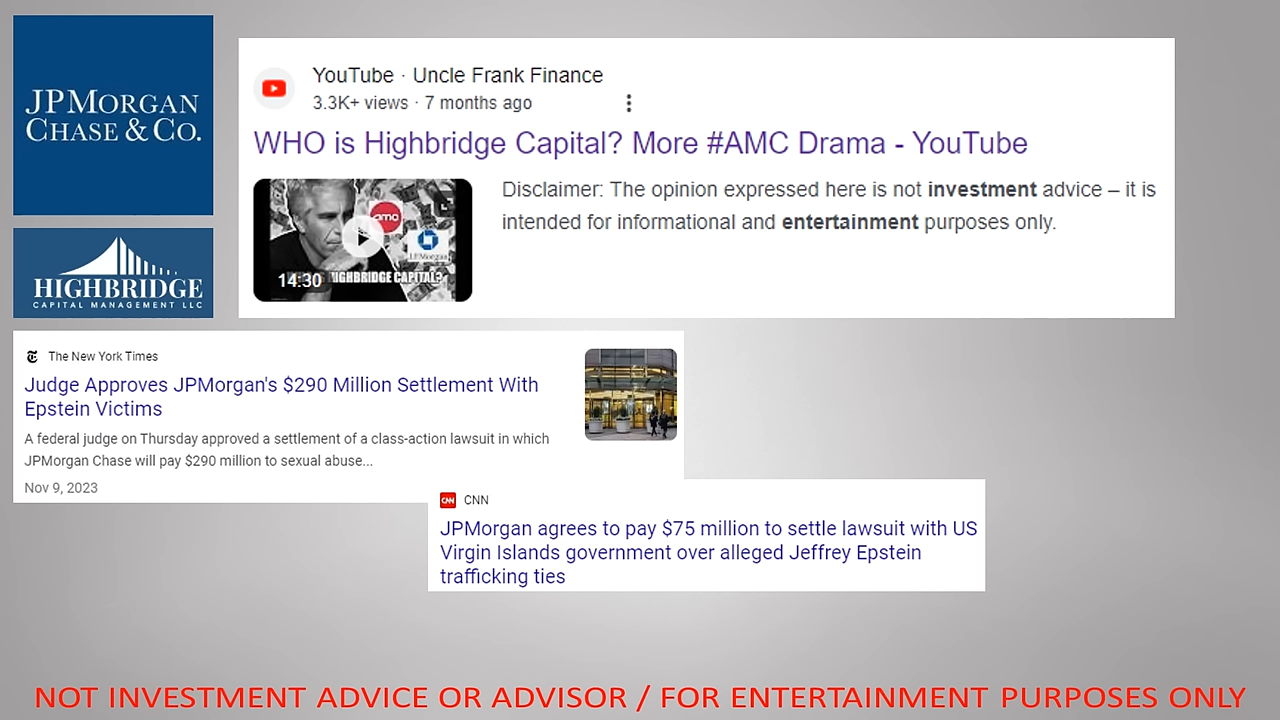 JPMORGAN
CHASE & CO.
HIGHBRIDGE
CAPITAL MANAGEMENT LLC
YouTube · Uncle Frank Finance
3.3K+ views · 7 months ago
WHO is Highbridge Capital? More #AMC Drama - YouTube
amc
JPMorgan
14:30
HIGHBRIDGE CAPITAL?
Disclaimer: The opinion expressed here is not investment advice – it is
intended for informational and entertainment purposes only.
The New York Times
Judge Approves JPMorgan's $290 Million Settlement With
Epstein Victims
A federal judge on Thursday approved a settlement of a class-action lawsuit in which
JPMorgan Chase will pay $290 million to sexual abuse...
Nov 9, 2023
CNN
CNN
JPMorgan agrees to pay $75 million to settle lawsuit with US
Virgin Islands government over alleged Jeffrey Epstein
trafficking ties
NOT INVESTMENT ADVICE OR ADVISOR / FOR ENTERTAINMENT PURPOSES ONLY